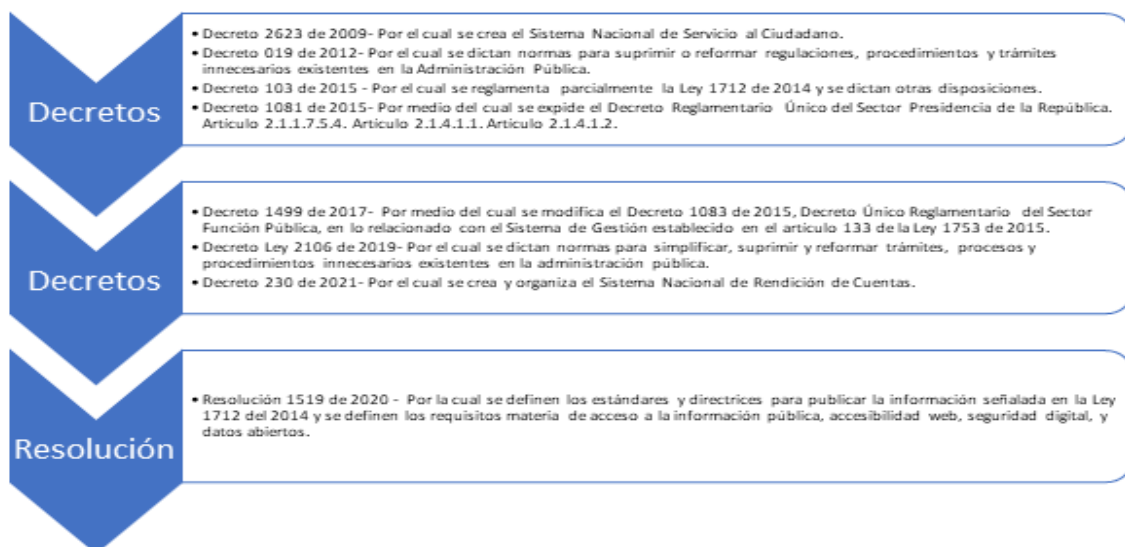 Decretos
• Decreto 2623 de 2009- Por el cual se crea el Sistema Nacional de Servicio al Ciudadano.
• Decreto 019 de 2012- Por el cual se dictan normas para suprimir o reformar regulaciones, procedimientos y trámites
innecesarios existentes en la Administración Pública.
• Decreto 103 de 2015 - Por el cual se reglamenta parcialmente la Ley 1712 de 2014 y se dictan otras disposiciones.
• Decreto 1081 de 2015- Por medio del cual se expide el Decreto Reglamentario Único del Sector Presidencia de la República.
Artículo 2.1.1.7.5.4. Artículo 2.1.4.1.1. Artículo 2.1.4.1.2.
Decretos
• Decreto 1499 de 2017- Por medio del cual se modifica el Decreto 1083 de 2015, Decreto Único Reglamentario del Sector
Función Pública, en lo relacionado con el Sistema de Gestión establecido en el artículo 133 de la Ley 1753 de 2015.
• Decreto Ley 2106 de 2019- Por el cual se dictan normas para simplificar, suprimir y reformar trámites, procesos y
procedimientos innecesarios existentes en la administración pública.
• Decreto 230 de 2021- Por el cual se crea y organiza el Sistema Nacional de Rendición de Cuentas.
Resolución
• Resolución 1519 de 2020 - Por la cual se definen los estándares y directrices para publicar la información señalada en la Ley
1712 del 2014 y se definen los requisitos materia de acceso a la información pública, accesibilidad web, seguridad digital, y
datos abiertos.